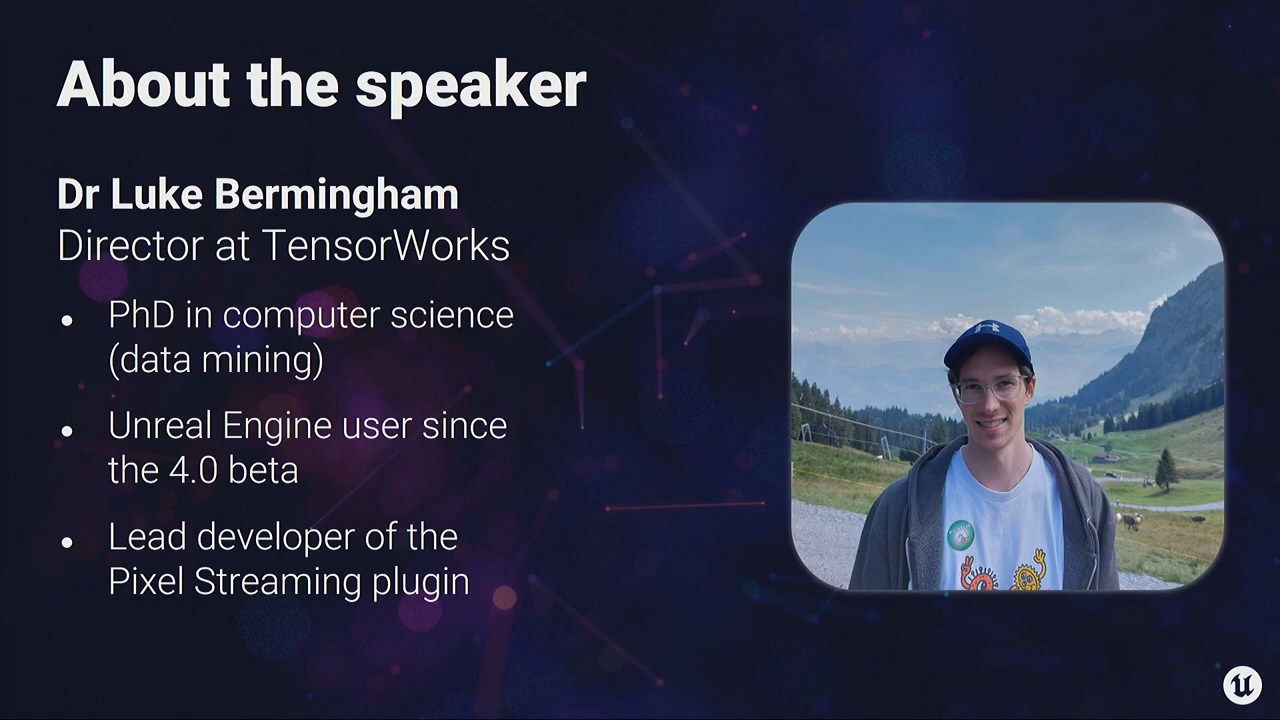 About the speaker
Dr Luke Bermingham
Director at TensorWorks
• PhD in computer science
(data mining)
• Unreal Engine user since
the 4.0 beta
• Lead developer of the
Pixel Streaming plugin